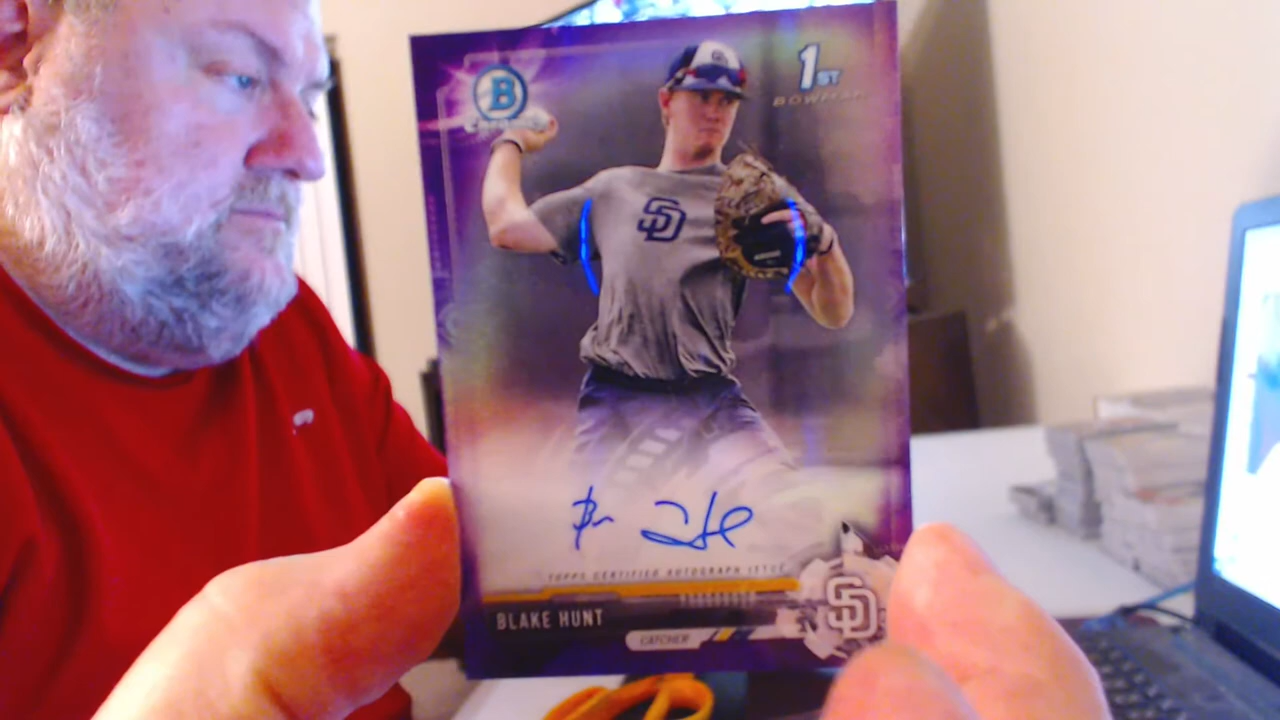 B
1ST
BOWMAN
SD
TOPPS CERTIFIED AUTOGRAPH ISSUE
BLAKE HUNT
CATCHER
SD